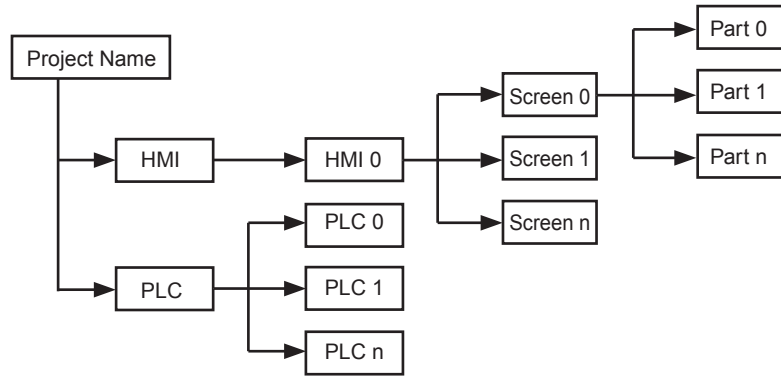 Project Name
HMI
HMI 0
Screen 0
Part 0
Part 1
Part n
Screen 1
Screen n
PLC
PLC 0
PLC 1
PLC n